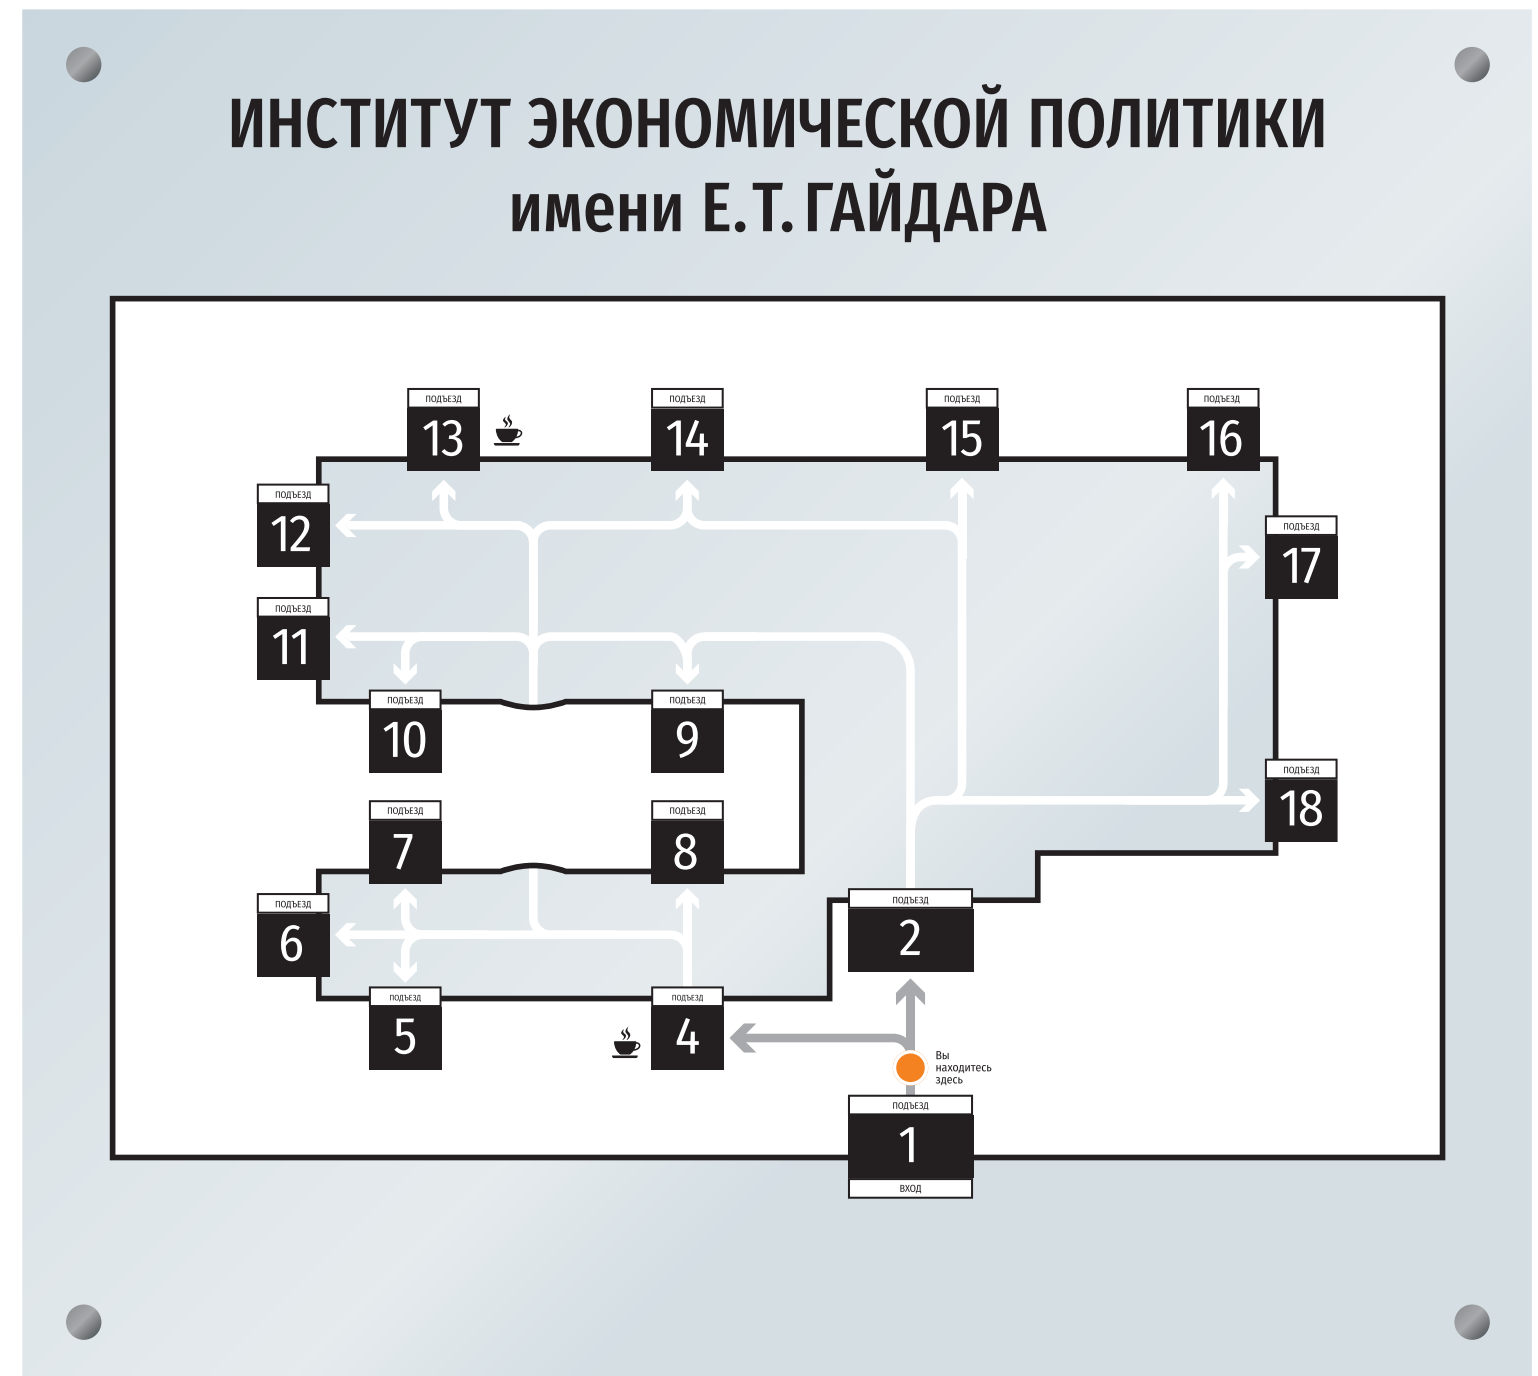 ИНСТИТУТ ЭКОНОМИЧЕСКОЙ ПОЛИТИКИ
имени Е.Т. ГАЙДАРА
ПОДЪЕЗД
13
ПОДЪЕЗД
14
ПОДЪЕЗД
15
ПОДЪЕЗД
16
ПОДЪЕЗД
12
ПОДЪЕЗД
17
ПОДЪЕЗД
11
ПОДЪЕЗД
10
ПОДЪЕЗД
9
ПОДЪЕЗД
18
ПОДЪЕЗД
7
ПОДЪЕЗД
8
ПОДЪЕЗД
6
ПОДЪЕЗД
2
ПОДЪЕЗД
5
ПОДЪЕЗД
4
Вы
находитесь
здесь
ПОДЪЕЗД
1
ВХОД